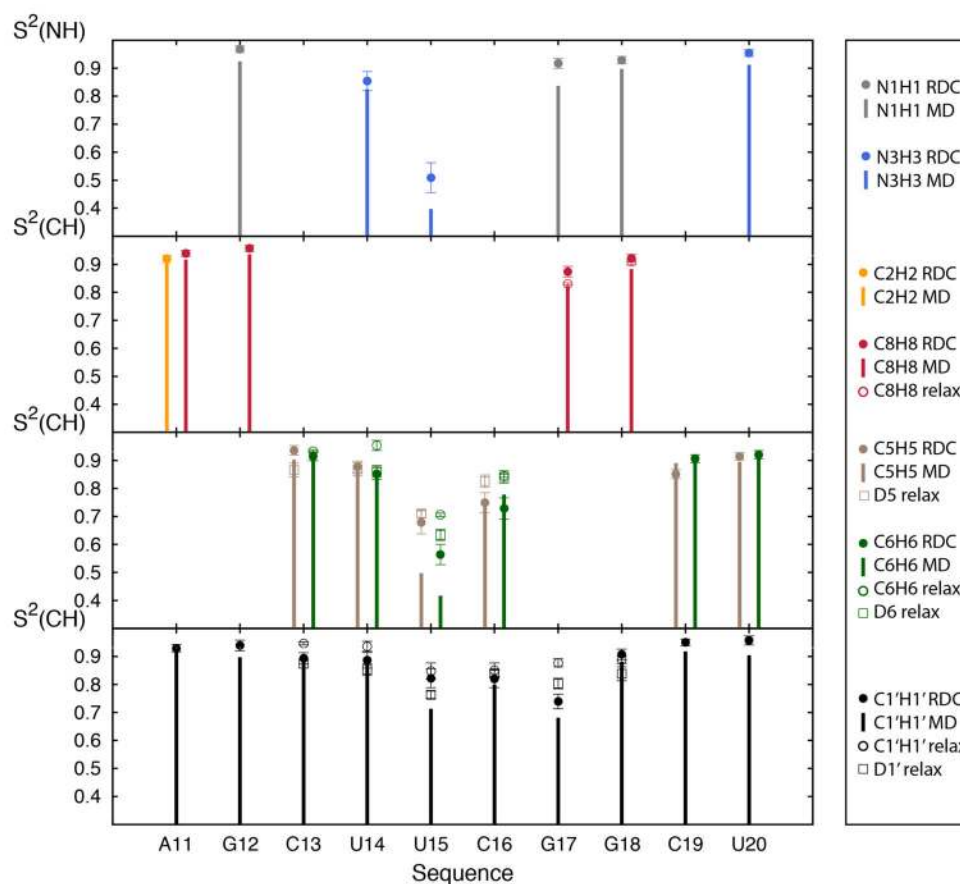 S²(NH)
0.9
0.8
0.7
0.6
0.5
0.4
S²(CH)
0.9
0.8
0.7
0.6
0.5
0.4
S²(CH)
0.9
0.8
0.7
0.6
0.5
0.4
S²(CH)
0.9
0.8
0.7
0.6
0.5
0.4
A11 G12 C13 U14 U15 C16 G17 G18 C19 U20
Sequence
N1H1 RDC
N1H1 MD
N3H3 RDC
N3H3 MD
C2H2 RDC
C2H2 MD
C8H8 RDC
C8H8 MD
C8H8 relax
C5H5 RDC
C5H5 MD
D5 relax
C6H6 RDC
C6H6 MD
C6H6 relax
D6 relax
C1'H1' RDC
C1'H1' MD
C1'H1' relax
D1' relax